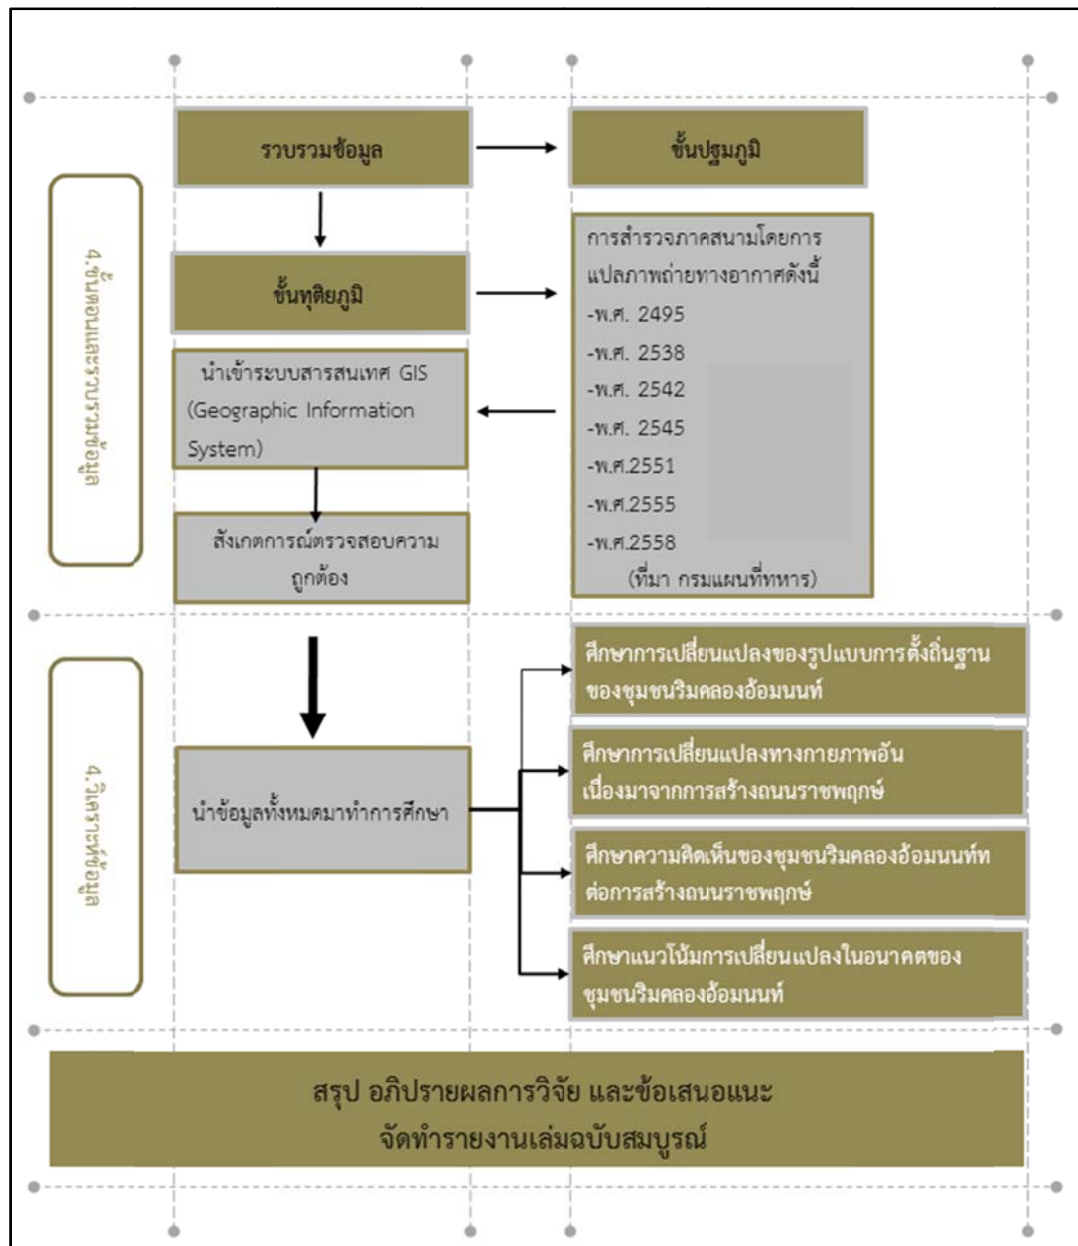 รวบรวมข้อมูล
ขั้นปฐมภูมิ
๔.ขั้นตอนและรวบรวมข้อมูล
ขั้นทุติยภูมิ
การสำรวจภาคสนามโดยการ
แปลภาพถ่ายทางอากาศดังนี้
-พ.ศ. 2495
-พ.ศ. 2538
-พ.ศ. 2542
-พ.ศ. 2545
-พ.ศ.2551
-พ.ศ.2555
-พ.ศ.2558
(ที่มา กรมแผนที่ทหาร)
นำเข้าระบบสารสนเทศ GIS
(Geographic Information
System)
สังเกตการณ์ตรวจสอบความ
ถูกต้อง
๔.วิเคราะห์ข้อมูล
นำข้อมูลทั้งหมดมาทำการศึกษา
ศึกษาการเปลี่ยนแปลงของรูปแบบการตั้งถิ่นฐาน
ของชุมชนริมคลองอ้อมนนท์
ศึกษาการเปลี่ยนแปลงทางกายภาพอัน
เนื่องมาจากการสร้างถนนราชพฤกษ์
ศึกษาความคิดเห็นของชุมชนริมคลองอ้อมนนท์ท
ต่อการสร้างถนนราชพฤกษ์
ศึกษาแนวโน้มการเปลี่ยนแปลงในอนาคตของ
ชุมชนริมคลองอ้อมนนท์
สรุป อภิปรายผลการวิจัย และข้อเสนอแนะ
จัดทำรายงานเล่มฉบับสมบูรณ์